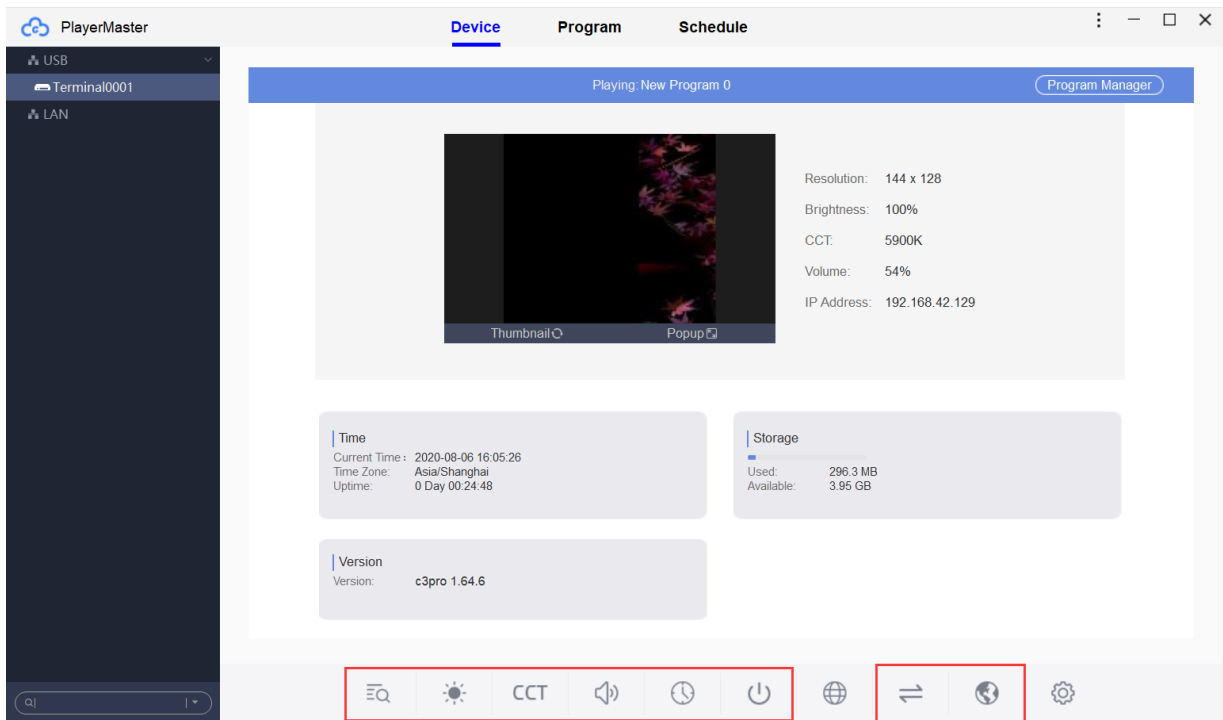 PlayerMaster
Device Program Schedule
USB
Terminal0001
LAN
Playing: New Program 0
Program Manager
Thumbnail Popup
Resolution: 144 x 128
Brightness: 100%
CCT: 5900K
Volume: 54%
IP Address: 192.168.42.129
Time
Current Time: 2020-08-06 16:05:26
Time Zone: Asia/Shanghai
Uptime: 0 Day 00:24:48
Storage
Used: 296.3 MB
Available: 3.95 GB
Version
Version: c3pro 1.64.6
CCT